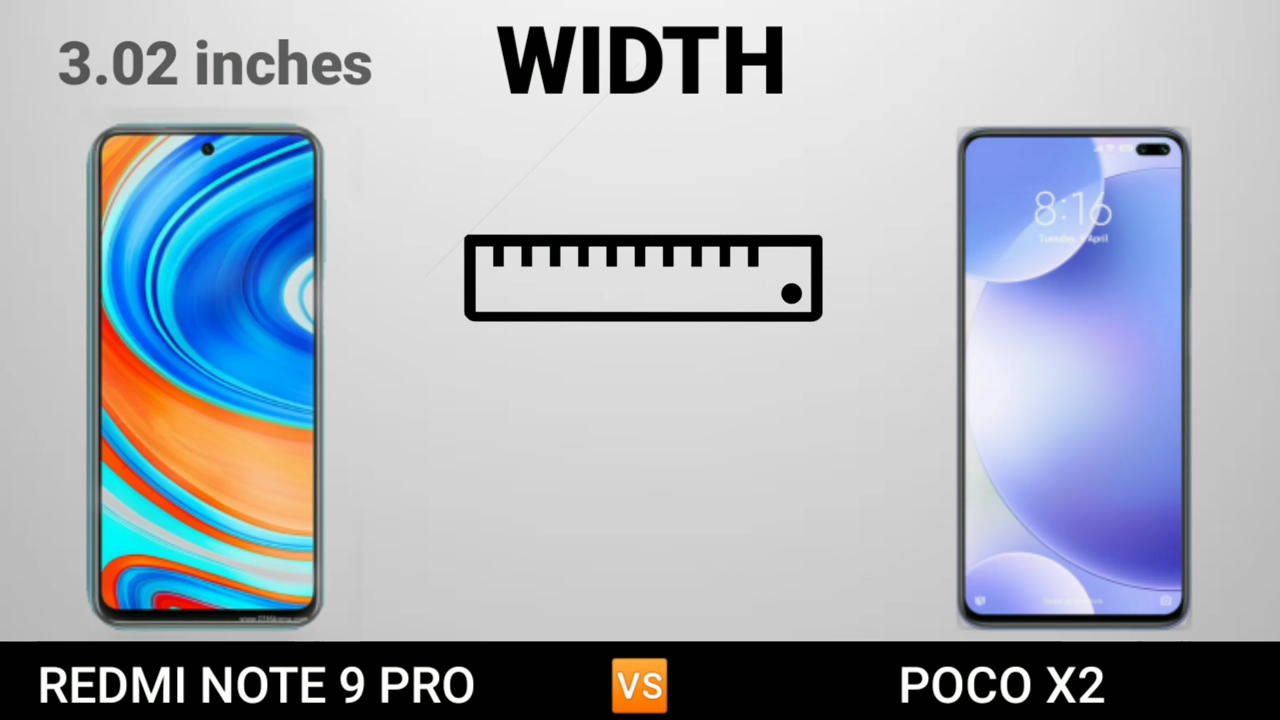 WIDTH
3.02 inches
8:16
REDMI NOTE 9 PRO
VS
POCO X2